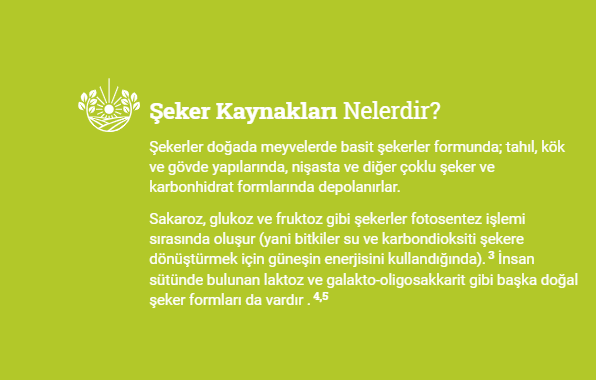 Şeker Kaynakları Nelerdir?
Şekerler doğada meyvelerde basit şekerler formunda; tahıl, kök
ve gövde yapılarında, nişasta ve diğer çoklu şeker ve
karbonhidrat formlarında depolanırlar.
Sakaroz, glukoz ve fruktoz gibi şekerler fotosentez işlemi
sırasında oluşur (yani bitkiler su ve karbondioksiti şekere
dönüştürmek için güneşin enerjisini kullandığında). 3 İnsan
sütünde bulunan laktoz ve galakto-oligosakkarit gibi başka doğal
şeker formları da vardır . 4,5